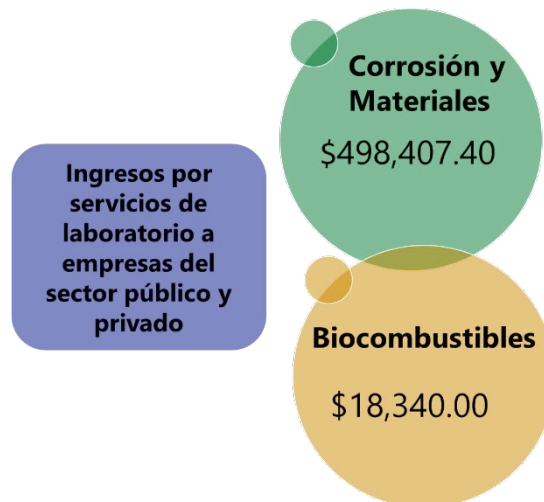 Ingresos por
servicios de
laboratorio a
empresas del
sector público y
privado
Corrosión y
Materiales
$498,407.40
Biocombustibles
$18,340.00